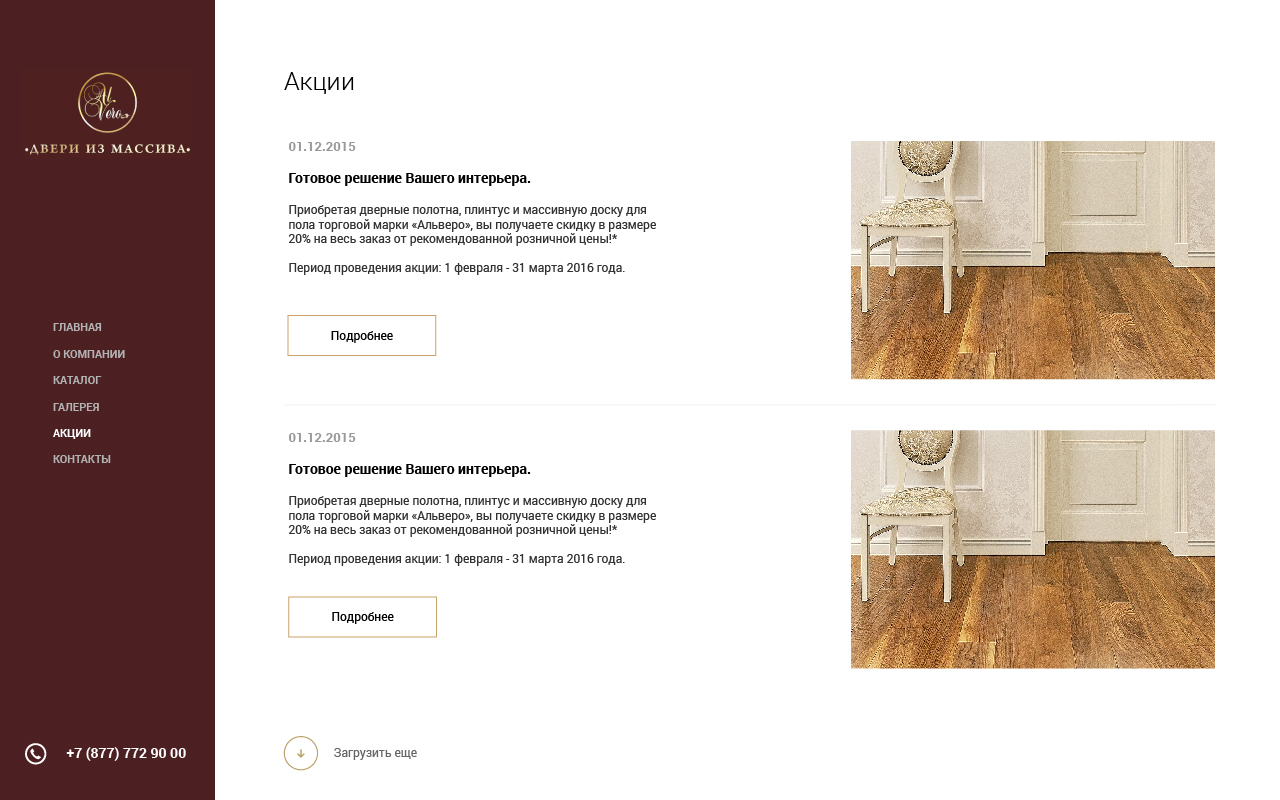 Al
Vero
•ДВЕРИ ИЗ МАССИВА•
ГЛАВНАЯ
О КОМПАНИИ
КАТАЛОГ
ГАЛЕРЕЯ
АКЦИИ
КОНТАКТЫ
+7 (877) 772 90 00
Акции
01.12.2015
Готовое решение Вашего интерьера.
Приобретая дверные полотна, плинтус и массивную доску для
пола торговой марки «Альверо», вы получаете скидку в размере
20% на весь заказ от рекомендованной розничной цены!*
Период проведения акции: 1 февраля - 31 марта 2016 года.
Подробнее
01.12.2015
Готовое решение Вашего интерьера.
Приобретая дверные полотна, плинтус и массивную доску для
пола торговой марки «Альверо», вы получаете скидку в размере
20% на весь заказ от рекомендованной розничной цены!*
Период проведения акции: 1 февраля - 31 марта 2016 года.
Подробнее
Загрузить еще